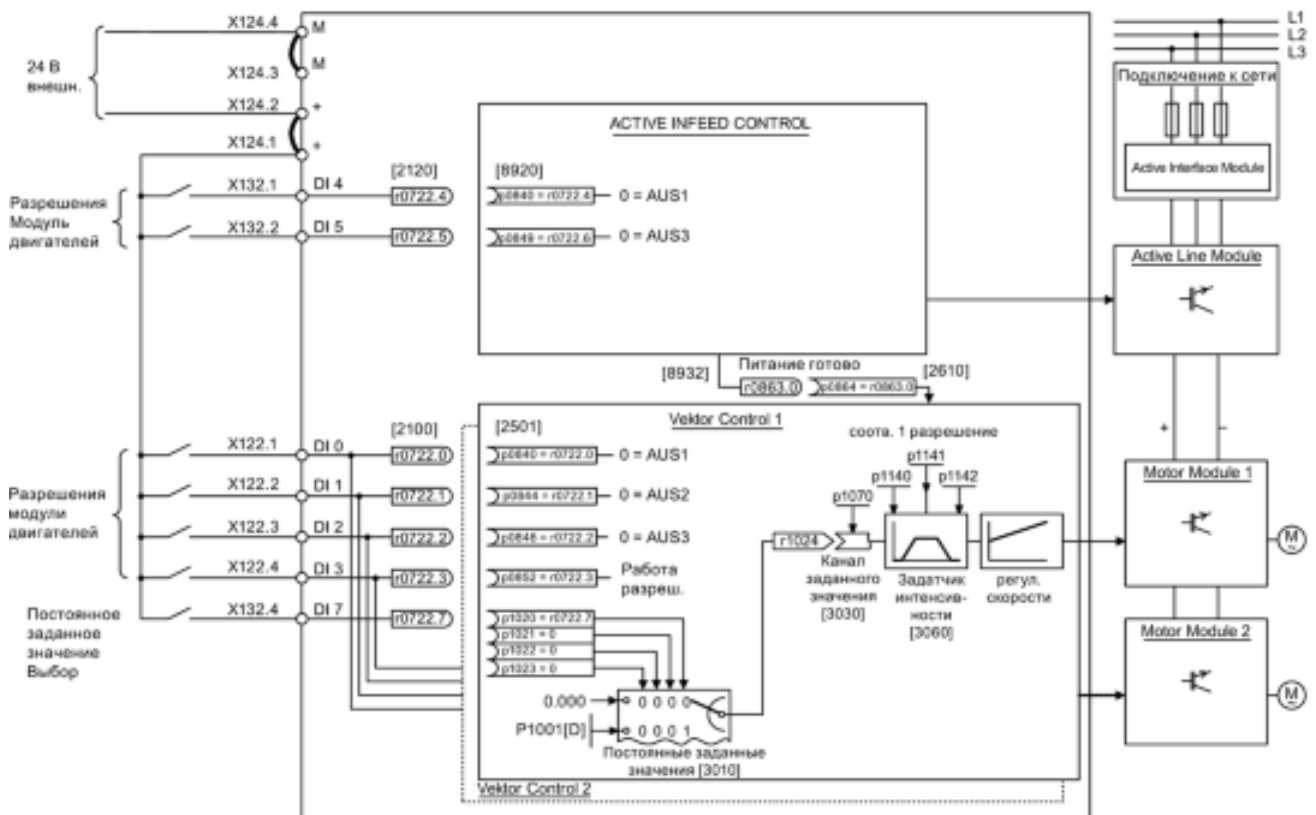 X124.4
M
24 В
внешн.
X124.3
M
X124.2
+
X124.1
+
L1
L2
L3
Подключение к сети
Active Interface Module
ACTIVE INFEED CONTROL
[2120]
[8920]
Разрешения
Модуль
двигателей
X132.1
DI 4
r0722.4
p0840 = r0722.4
0 = AUS1
X132.2
DI 5
r0722.5
p0849 = r0722.6
0 = AUS3
Active Line Module
[8932]
Питание готово
r0863.0
p0864 = r0863.0
[2610]
Vektor Control 1
[2100]
[2501]
соотв. 1 разрешение
+
–
Разрешения
модули
двигателей
X122.1
DI 0
r0722.0
p0840 = r0722.0
0 = AUS1
X122.2
DI 1
r0722.1
p0844 = r0722.1
0 = AUS2
X122.3
DI 2
r0722.2
p0848 = r0722.2
0 = AUS3
X122.4
DI 3
r0722.3
p0852 = r0722.3
Работа
разреш.
Постоянное
заданное
значение
Выбор
X132.4
DI 7
r0722.7
p1020 = r0722.7
p1021 = 0
p1022 = 0
p1023 = 0
0.000
0 0 0 0
P1001[D]
0 0 0 1
Постоянные заданные
значения [3010]
p1141
p1140
p1142
p1070
r1024
Канал
заданного
значения
[3030]
Задатчик
интенсив-
ности
[3060]
регул.
скорости
Motor Module 1
M
~
Motor Module 2
M
~
Vektor Control 2